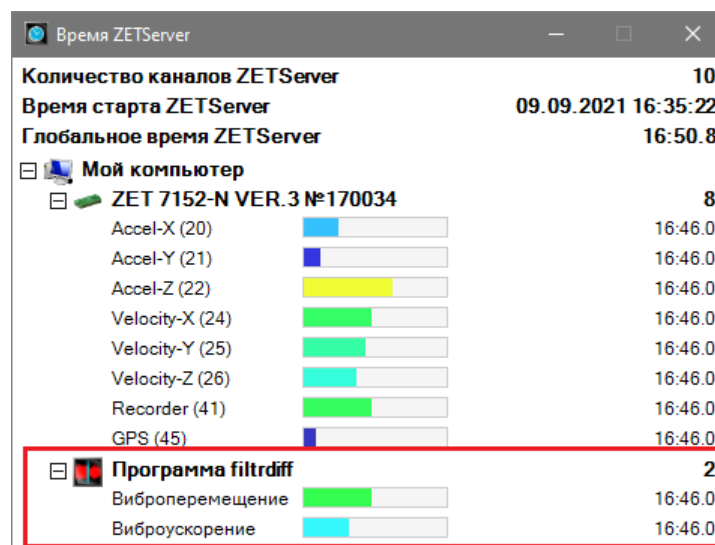 Время ZETServer
Количество каналов ZETServer 10
Время старта ZETServer 09.09.2021 16:35:22
Глобальное время ZETServer 16:50.8
Мой компьютер
ZET 7152-N VER.3 №170034 8
Accel-X (20) 16:46.0
Accel-Y (21) 16:46.0
Accel-Z (22) 16:46.0
Velocity-X (24) 16:46.0
Velocity-Y (25) 16:46.0
Velocity-Z (26) 16:46.0
Recorder (41) 16:46.0
GPS (45) 16:46.0
Программа filtrdiff 2
Виброперемещение 16:46.0
Виброускорение 16:46.0